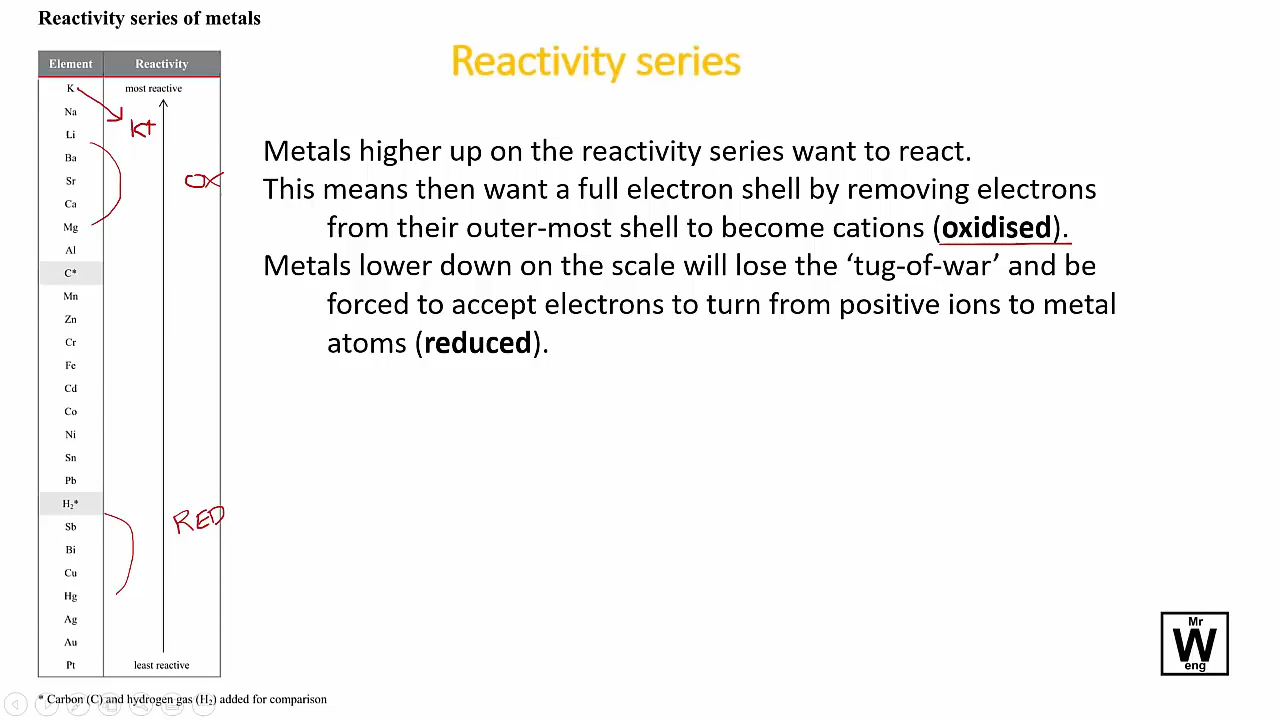 Reactivity series of metals
Reactivity series
Element Reactivity
K most reactive
Na
K+
Li
Ba
Sr
OX
Ca
Mg
Al
C*
Mn
Zn
Cr
Fe
Cd
Co
Ni
Sn
Pb
H₂*
RED
Sb
Bi
Cu
Hg
Ag
Au
Pt least reactive
* Carbon (C) and hydrogen gas (H₂) added for comparison
Metals higher up on the reactivity series want to react.
This means then want a full electron shell by removing electrons
from their outer-most shell to become cations (oxidised).
Metals lower down on the scale will lose the ‘tug-of-war’ and be
forced to accept electrons to turn from positive ions to metal
atoms (reduced).
Mr
W
eng